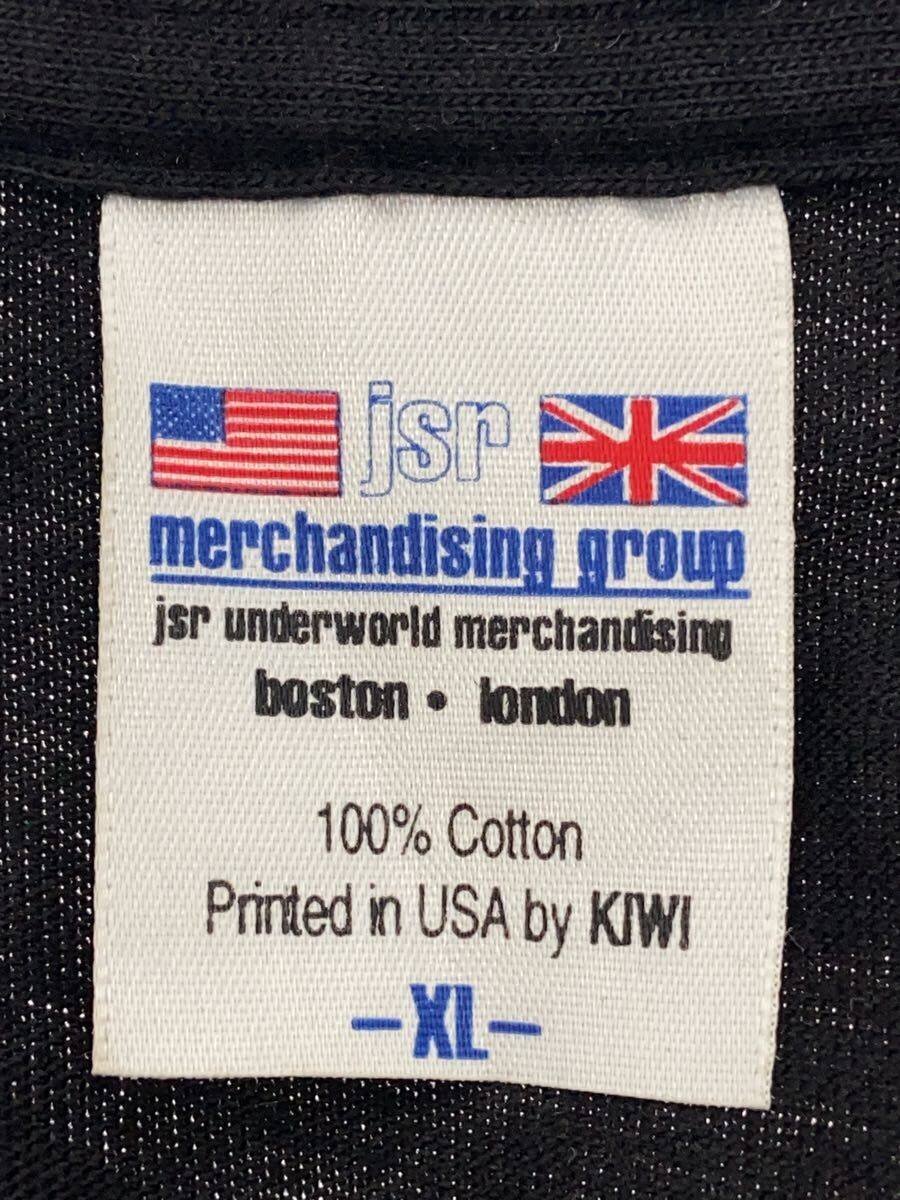 jsr
merchandising group
jsr underworld merchandising
boston • london
100% Cotton
Printed in USA by KIWI
-XL-